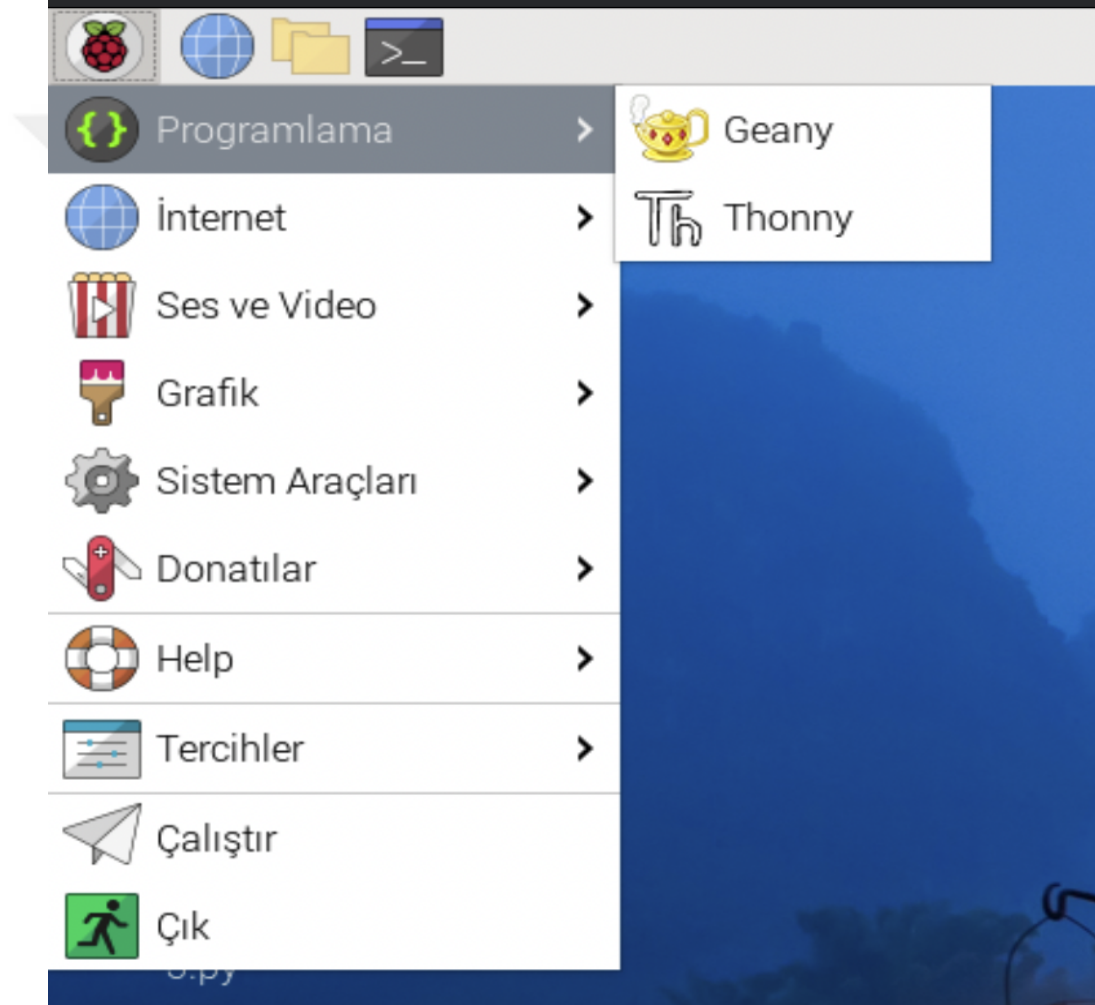 >_
Programlama
Geany
İnternet
Thonny
Ses ve Video
Grafik
Sistem Araçları
Donatılar
Help
Tercihler
Çalıştır
Çık